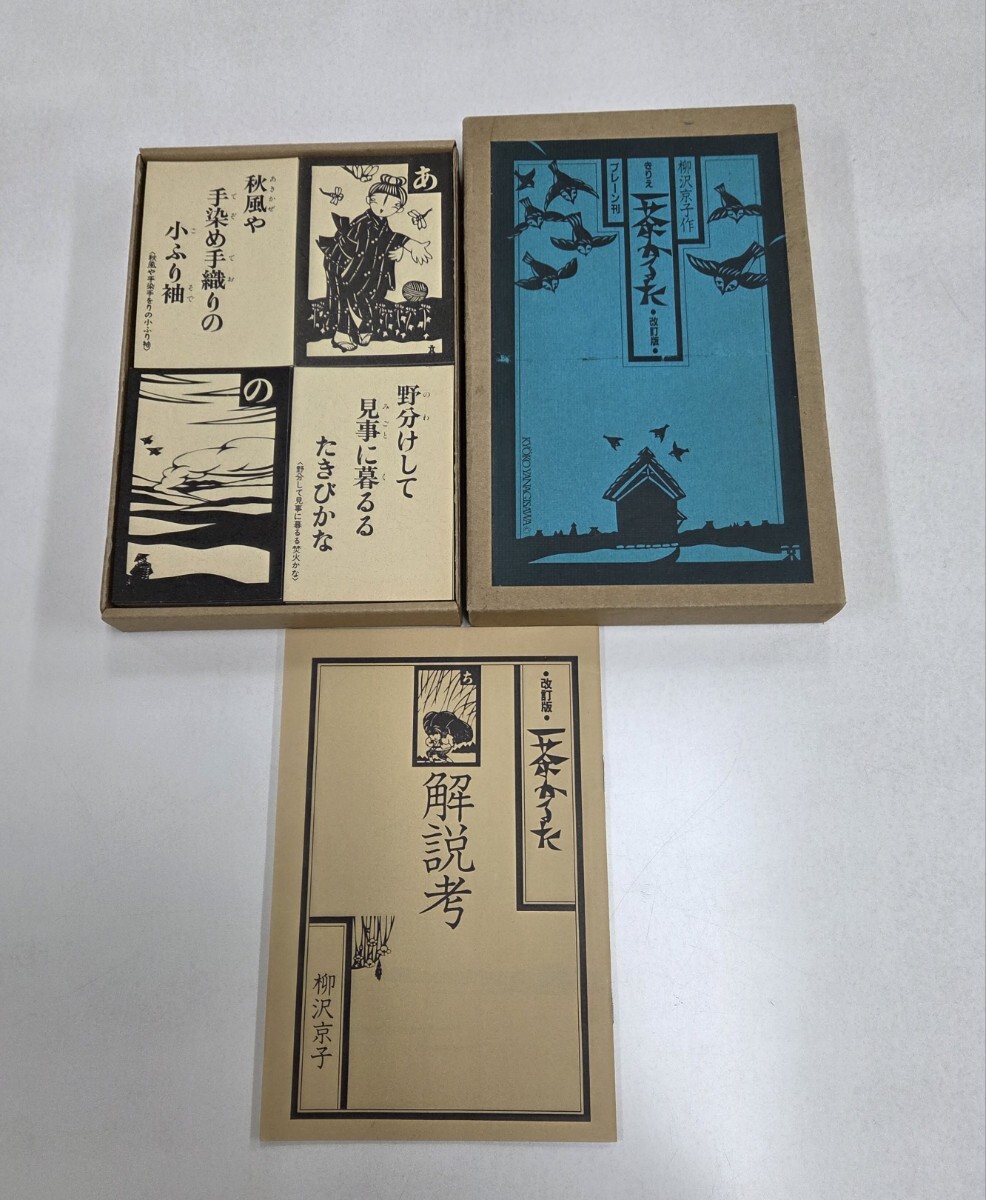 秋風や
あきかぜ
手染め手織りの
てぞ
てお
小ふり袖
こ
そで
〈秋風や手染手をりの小ふり袖〉
あ
の
野分けして
のわ
見事に暮るる
みごと
く
たきびかな
〈野分して見事に暮るる焚火かな〉
柳沢京子作
きりえ
一茶かるた
•改訂版•
ブレーン刊
KYOKO YANAGISAWA
•改訂版•
一茶かるた
ち
解説考
柳沢京子